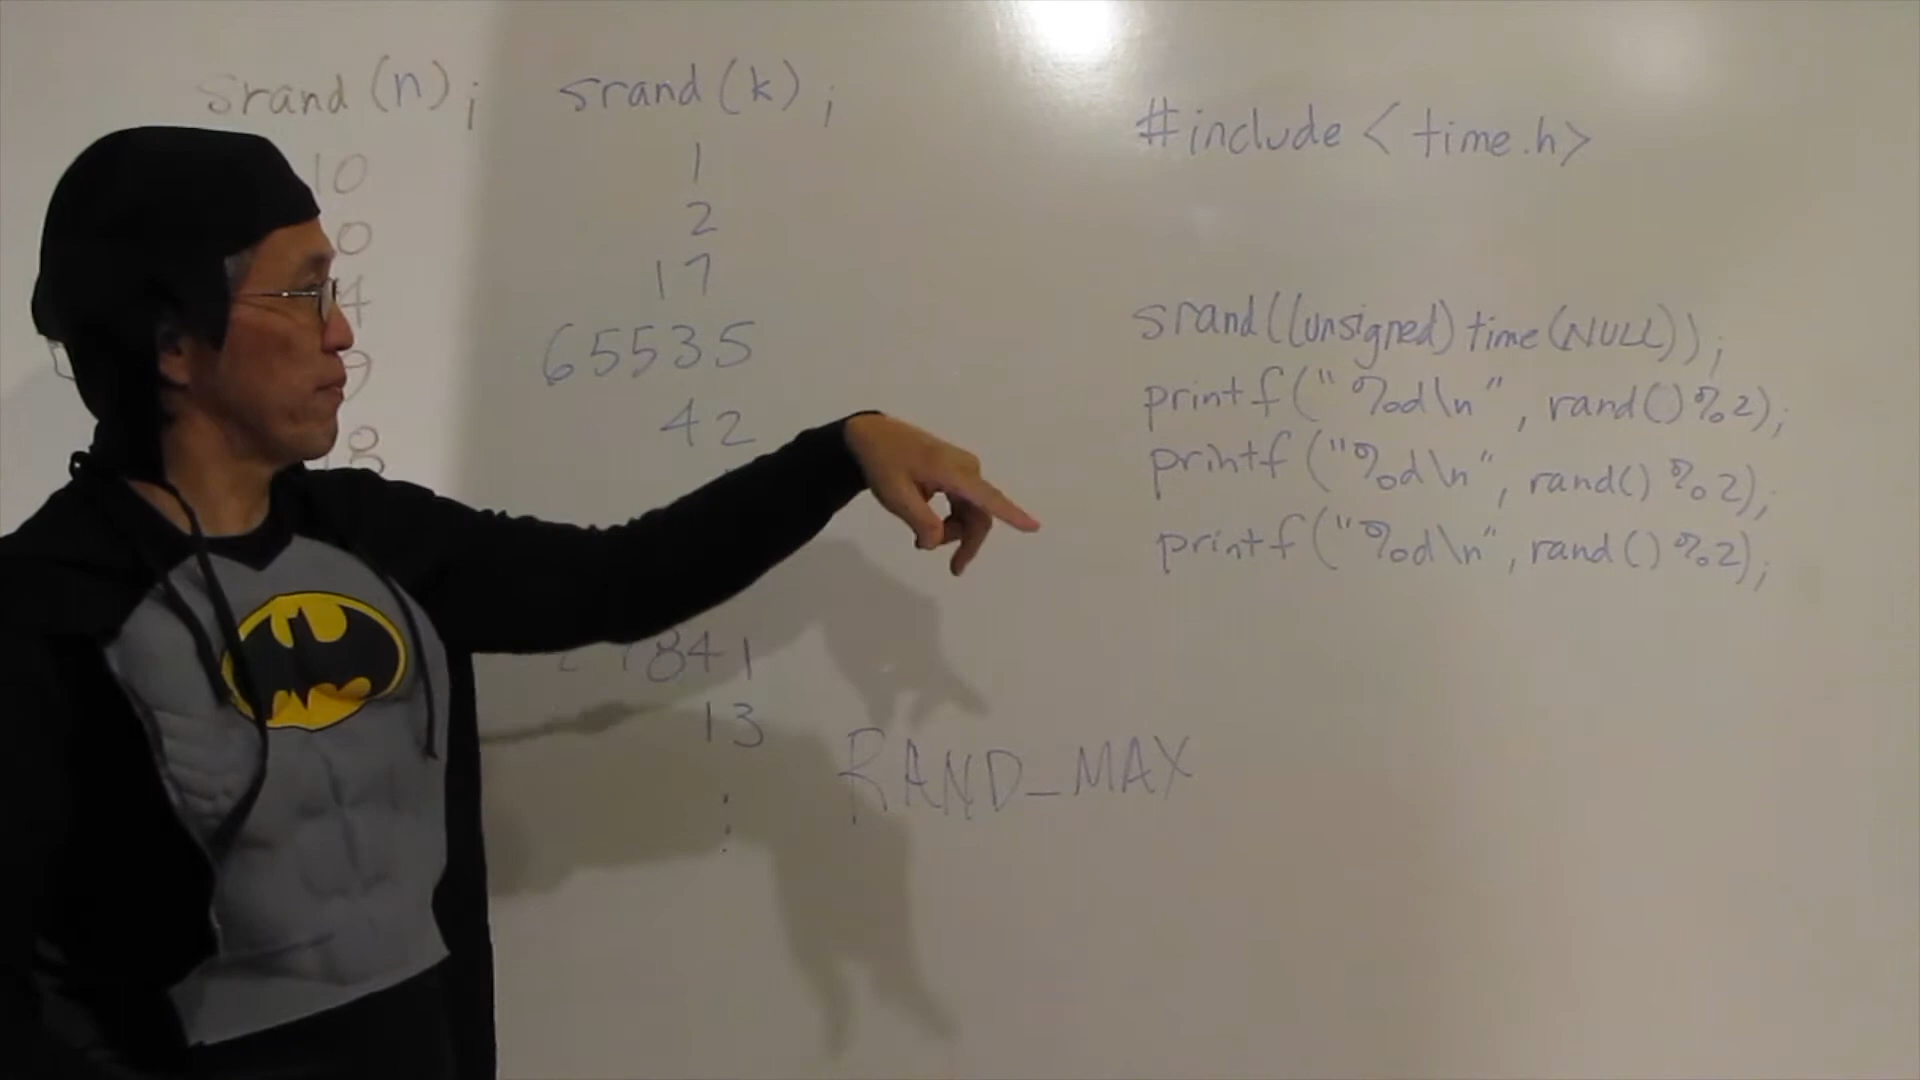 srand (n);
10
0
4
9
18
srand (k);
1
2
17
65535
42
841
13
:
RAND_MAX
#include < time.h>
srand((unsigned) time(NULL));
printf("%d\n", rand()%2);
printf("%d\n", rand()%2);
printf("%d\n", rand()%2);